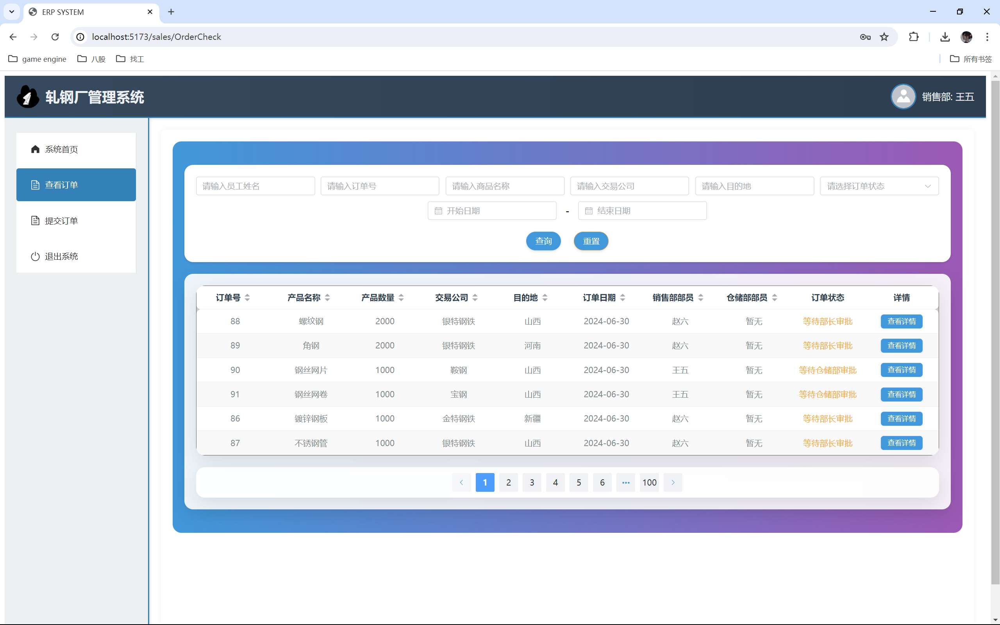 ERP SYSTEM
localhost:5173/sales/OrderCheck
game engine 八股 找工 所有书签
轧钢厂管理系统 销售部: 王五
系统首页
查看订单
提交订单
退出系统
请输入员工姓名 请输入订单号 请输入商品名称 请输入交易公司 请输入目的地 请选择订单状态
开始日期 - 结束日期
查询 重置
订单号 产品名称 产品数量 交易公司 目的地 订单日期 销售部部员 仓储部部员 订单状态 详情
88 螺纹钢 2000 银特钢铁 山西 2024-06-30 赵六 暂无 等待部长审批 查看详情
89 角钢 2000 银特钢铁 河南 2024-06-30 赵六 暂无 等待部长审批 查看详情
90 钢丝网片 1000 鞍钢 山西 2024-06-30 王五 暂无 等待仓储部审批 查看详情
91 钢丝网卷 1000 宝钢 山西 2024-06-30 王五 暂无 等待仓储部审批 查看详情
86 镀锌钢板 1000 金特钢铁 新疆 2024-06-30 赵六 暂无 等待部长审批 查看详情
87 不锈钢管 1000 银特钢铁 山西 2024-06-30 赵六 暂无 等待部长审批 查看详情
1 2 3 4 5 6 ••• 100